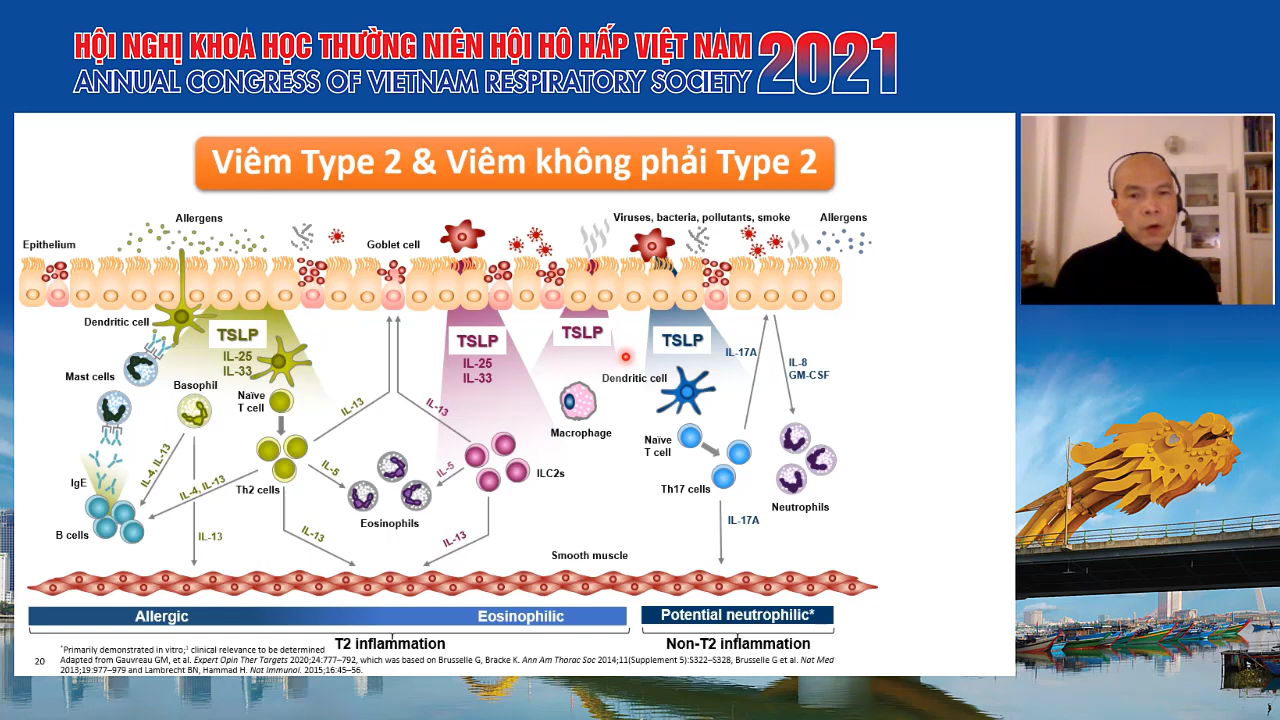 HỘI NGHỊ KHOA HỌC THƯỜNG NIÊN HỘI HÔ HẤP VIỆT NAM 2021
ANNUAL CONGRESS OF VIETNAM RESPIRATORY SOCIETY
Viêm Type 2 & Viêm không phải Type 2
Allergens
Viruses, bacteria, pollutants, smoke
Allergens
Epithelium
Goblet cell
Dendritic cell
TSLP
IL-25
IL-33
TSLP
IL-25
IL-33
TSLP
TSLP
IL-17A
IL-8
GM-CSF
Mast cells
Basophil
Naïve
T cell
IL-13
IL-13
Dendritic cell
Macrophage
Naïve
T cell
IL-4, IL-13
IL-4, IL-13
IL-5
IL-5
ILC2s
IgE
Th2 cells
Th17 cells
Neutrophils
Eosinophils
B cells
IL-13
IL-13
IL-13
IL-17A
Smooth muscle
Allergic
Eosinophilic
Potential neutrophilic*
T2 inflammation
Non-T2 inflammation
*Primarily demonstrated in vitro;¹ clinical relevance to be determined
Adapted from Gauvreau GM, et al. Expert Opin Ther Targets 2020;24:777–792, which was based on Brusselle G, Bracke K. Ann Am Thorac Soc 2014;11(Supplement 5):S322–S328, Brusselle G et al. Nat Med
2013;19:977–979 and Lambrecht BN, Hammad H. Nat Immunol. 2015;16:45–56.
20